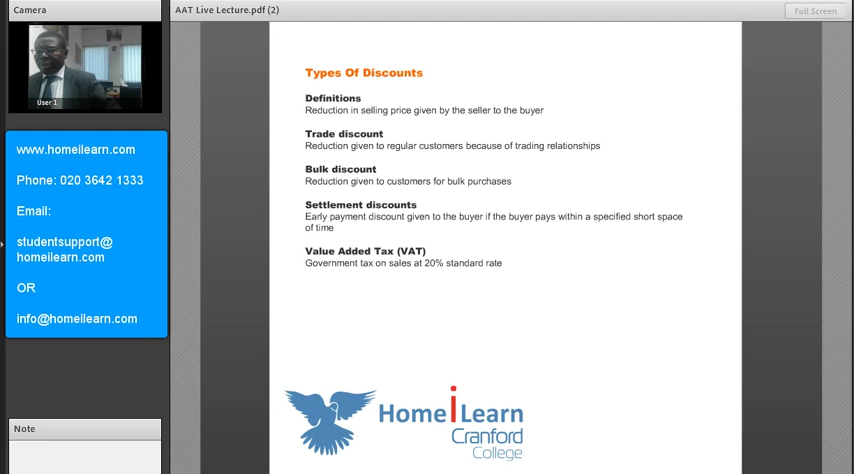 Camera
AAT Live Lecture.pdf (2)
Full Screen
User 1
www.homeilearn.com
Phone: 020 3642 1333
Email:
studentsupport@
homeilearn.com
OR
info@homeilearn.com
Note
Types Of Discounts
Definitions
Reduction in selling price given by the seller to the buyer
Trade discount
Reduction given to regular customers because of trading relationships
Bulk discount
Reduction given to customers for bulk purchases
Settlement discounts
Early payment discount given to the buyer if the buyer pays within a specified short space
of time
Value Added Tax (VAT)
Government tax on sales at 20% standard rate
Home i Learn
Cranford
College